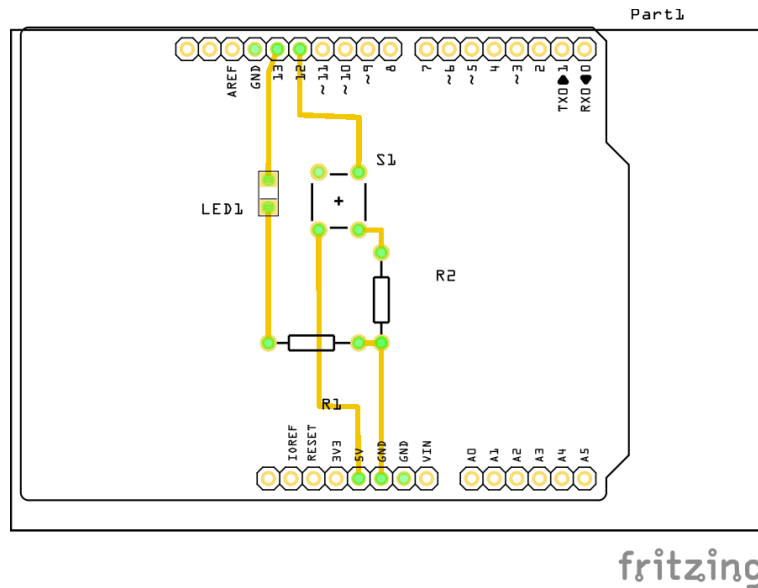 Part1
AREF
GND
13
12
~11
~10
~9
8
7
~6
~5
4
~3
2
TX0▶1
RX0◀0
S1
LED1
R2
R1
IOREF
RESET
3V3
5V
GND
GND
VIN
A0
A1
A2
A3
A4
A5
fritzing